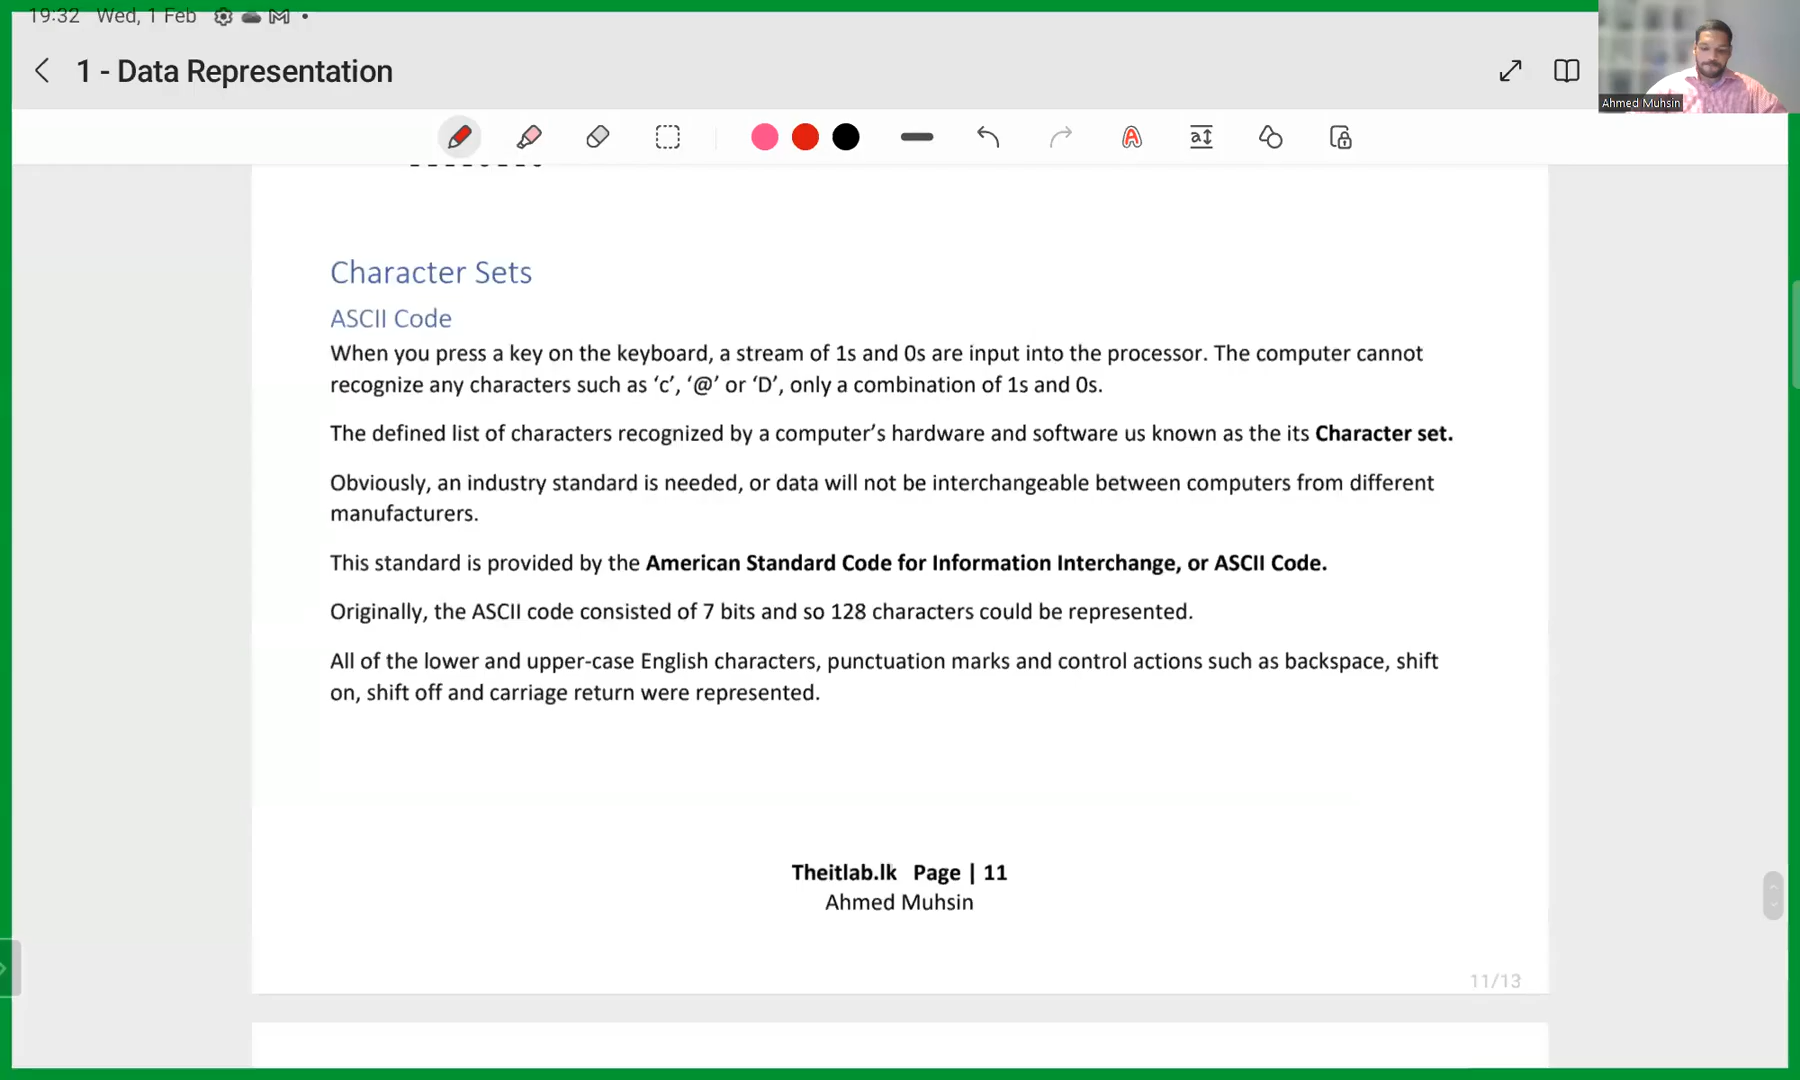 19:32 Wed, 1 Feb
1 - Data Representation
Ahmed Muhsin
Character Sets
ASCII Code
When you press a key on the keyboard, a stream of 1s and 0s are input into the processor. The computer cannot
recognize any characters such as ‘c’, ‘@’ or ‘D’, only a combination of 1s and 0s.
The defined list of characters recognized by a computer’s hardware and software us known as the its Character set.
Obviously, an industry standard is needed, or data will not be interchangeable between computers from different
manufacturers.
This standard is provided by the American Standard Code for Information Interchange, or ASCII Code.
Originally, the ASCII code consisted of 7 bits and so 128 characters could be represented.
All of the lower and upper-case English characters, punctuation marks and control actions such as backspace, shift
on, shift off and carriage return were represented.
Theitlab.lk Page | 11
Ahmed Muhsin
11/13